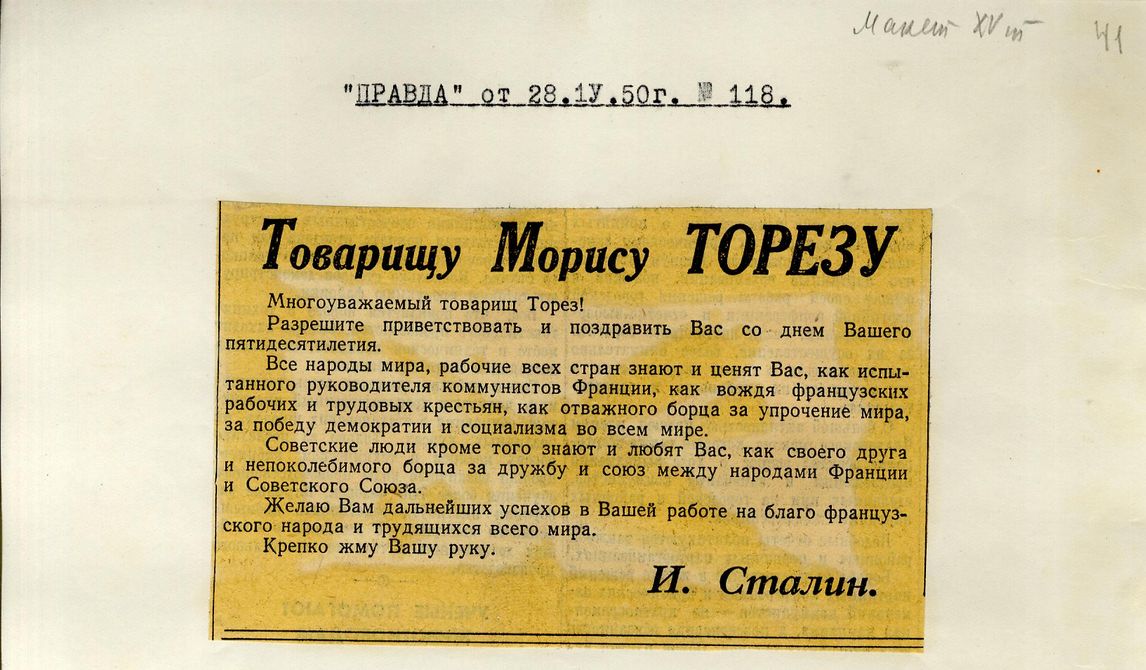 Макет XV т
41
"ПРАВДА" от 28.1У.50г. № 118.
Товарищу Морису ТОРЕЗУ
Многоуважаемый товарищ Торез!
Разрешите приветствовать и поздравить Вас со днем Вашего
пятидесятилетия.
Все народы мира, рабочие всех стран знают и ценят Вас, как испы-
танного руководителя коммунистов Франции, как вождя французских
рабочих и трудовых крестьян, как отважного борца за упрочение мира,
за победу демократии и социализма во всем мире.
Советские люди кроме того знают и любят Вас, как своего друга
и непоколебимого борца за дружбу и союз между народами Франции
и Советского Союза.
Желаю Вам дальнейших успехов в Вашей работе на благо француз-
ского народа и трудящихся всего мира.
Крепко жму Вашу руку.
И. Сталин.